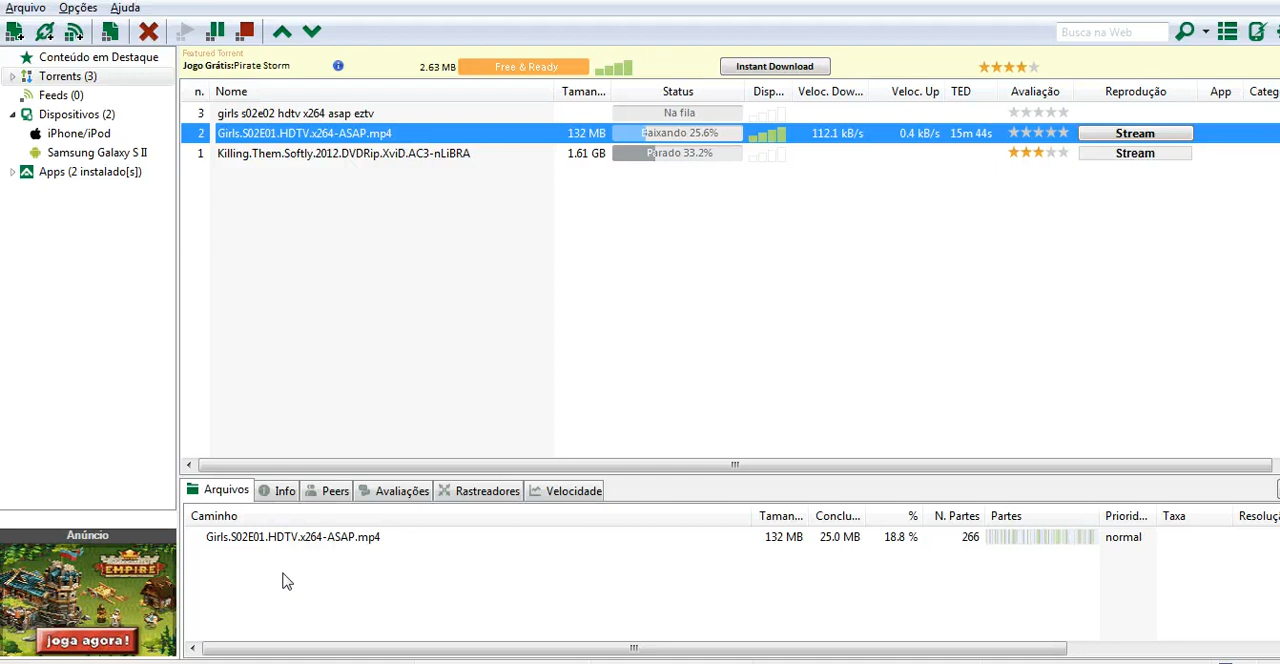 Arquivo Opções Ajuda
Busca na Web
Conteúdo em Destaque
Torrents (3)
Feeds (0)
Dispositivos (2)
iPhone/iPod
Samsung Galaxy S II
Apps (2 instalado[s])
Featured Torrent
Jogo Grátis:Pirate Storm 2.63 MB Free & Ready Instant Download
n. Nome Taman... Status Disp... Veloc. Dow... Veloc. Up TED Avaliação Reprodução App Categ
3 girls s02e02 hdtv x264 asap eztv Na fila
2 Girls.S02E01.HDTV.x264-ASAP.mp4 132 MB Baixando 25.6% 112.1 kB/s 0.4 kB/s 15m 44s Stream
1 Killing.Them.Softly.2012.DVDRip.XviD.AC3-nLiBRA 1.61 GB Parado 33.2% Stream
Arquivos Info Peers Avaliações Rastreadores Velocidade
Caminho Taman... Conclu... % N. Partes Partes Priorid... Taxa Resoluç
Girls.S02E01.HDTV.x264-ASAP.mp4 132 MB 25.0 MB 18.8 % 266 normal
Anúncio
EMPIRE
joga agora!